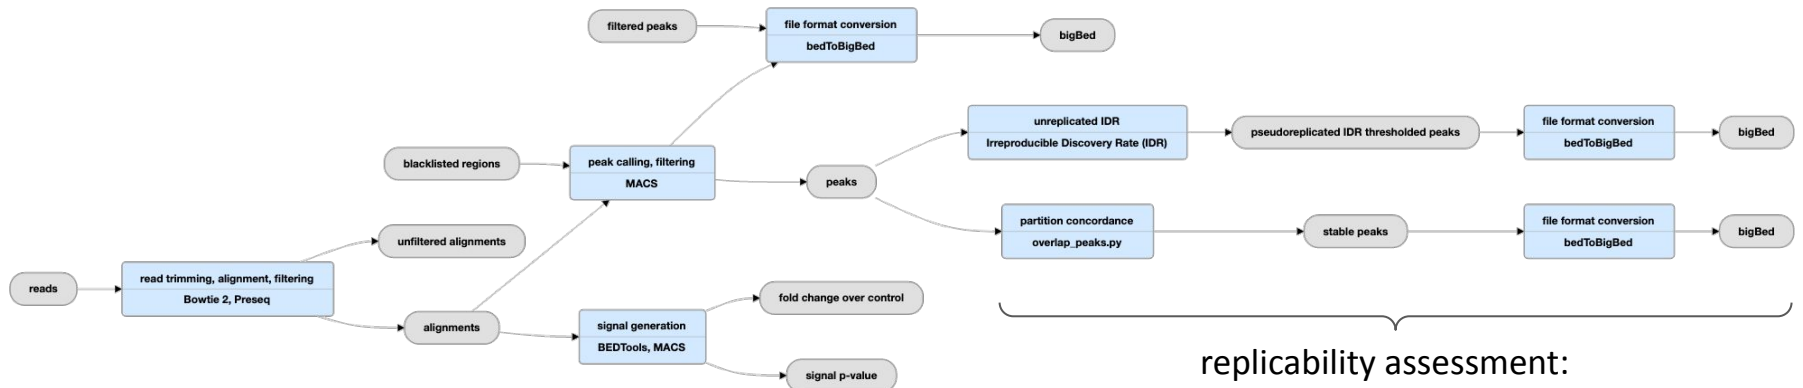 filtered peaks
file format conversion
bedToBigBed
bigBed
blacklisted regions
peak calling, filtering
MACS
peaks
unreplicated IDR
Irreproducible Discovery Rate (IDR)
pseudoreplicated IDR thresholded peaks
file format conversion
bedToBigBed
bigBed
partition concordance
overlap_peaks.py
stable peaks
file format conversion
bedToBigBed
bigBed
unfiltered alignments
reads
read trimming, alignment, filtering
Bowtie 2, Preseq
alignments
signal generation
BEDTools, MACS
fold change over control
signal p-value
replicability assessment: